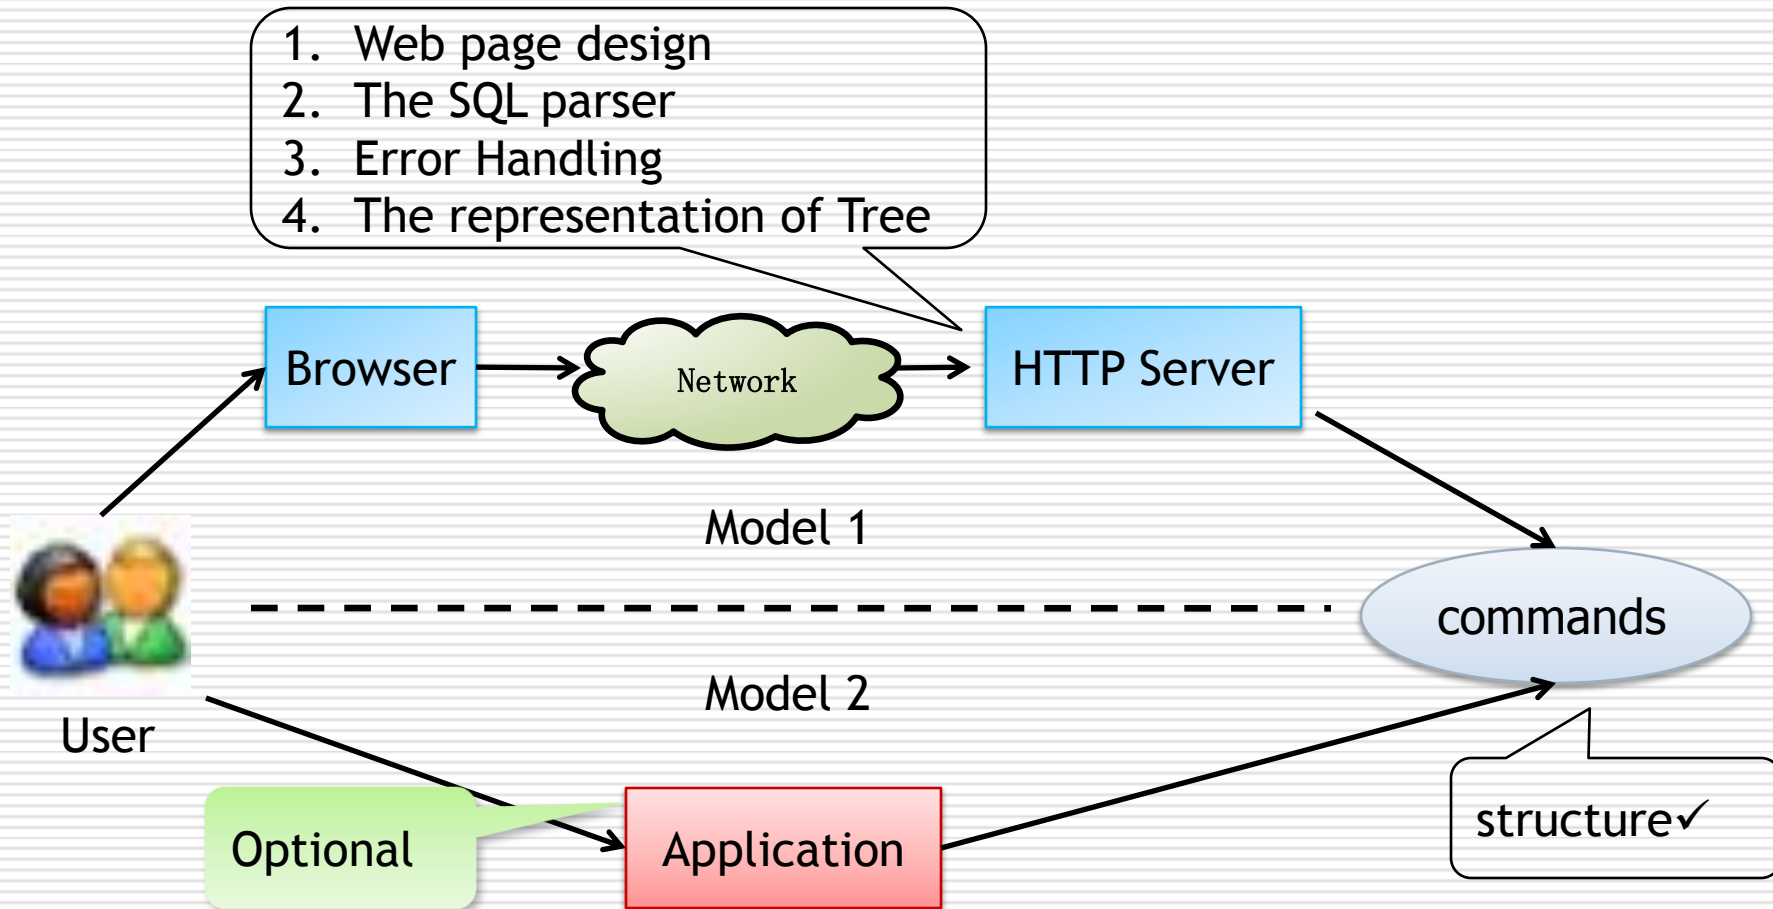 1. Web page design
2. The SQL parser
3. Error Handling
4. The representation of Tree
Browser
Network
HTTP Server
Model 1
commands
Model 2
User
Optional
Application
structure✓